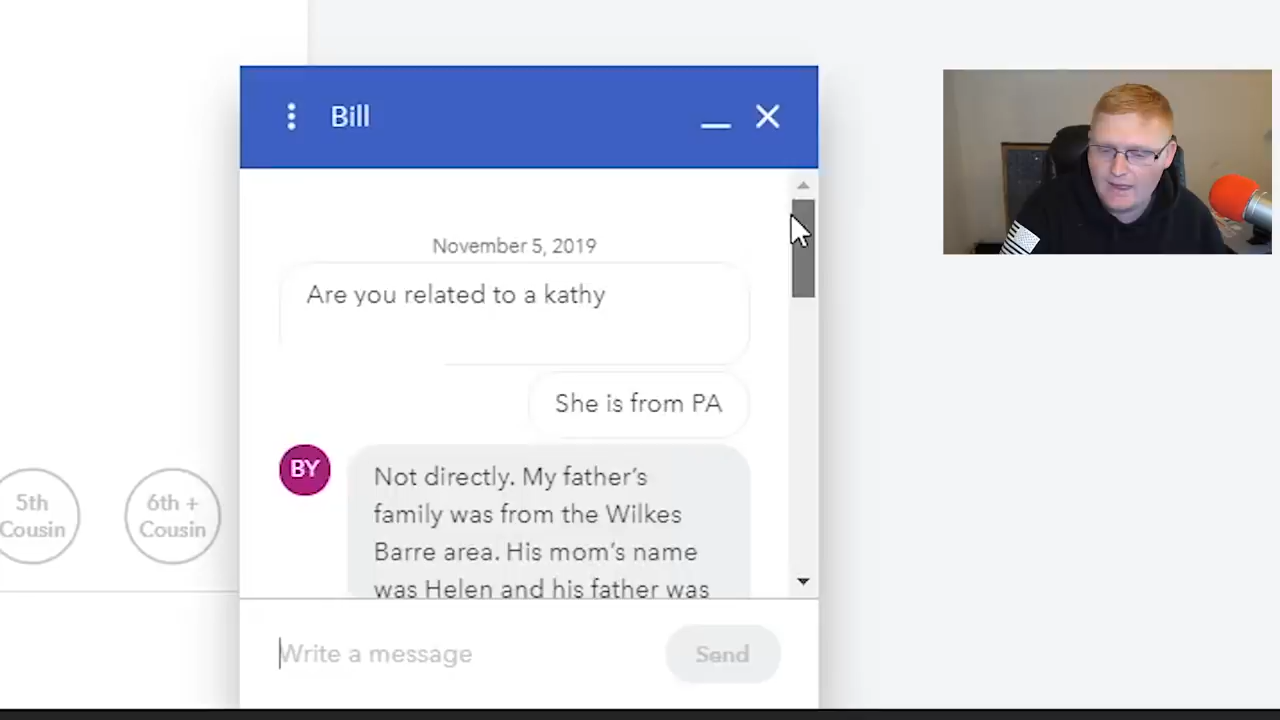 Bill
November 5, 2019
Are you related to a kathy
She is from PA
BY
Not directly. My father's
family was from the Wilkes
Barre area. His mom's name
was Helen and his father was
5th
Cousin
6th +
Cousin
Write a message
Send